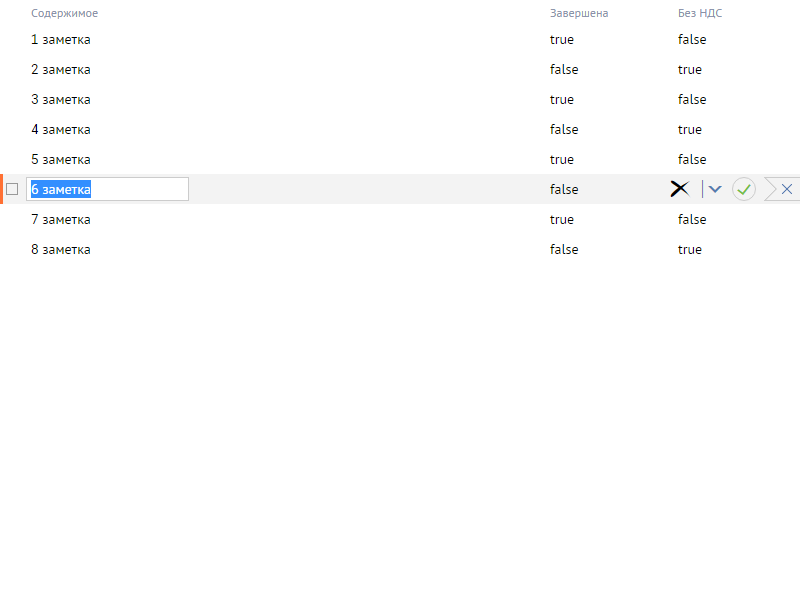 Содержимое Завершена Без НДС
1 заметка true false
2 заметка false true
3 заметка true false
4 заметка false true
5 заметка true false
6 заметка false
7 заметка true false
8 заметка false true